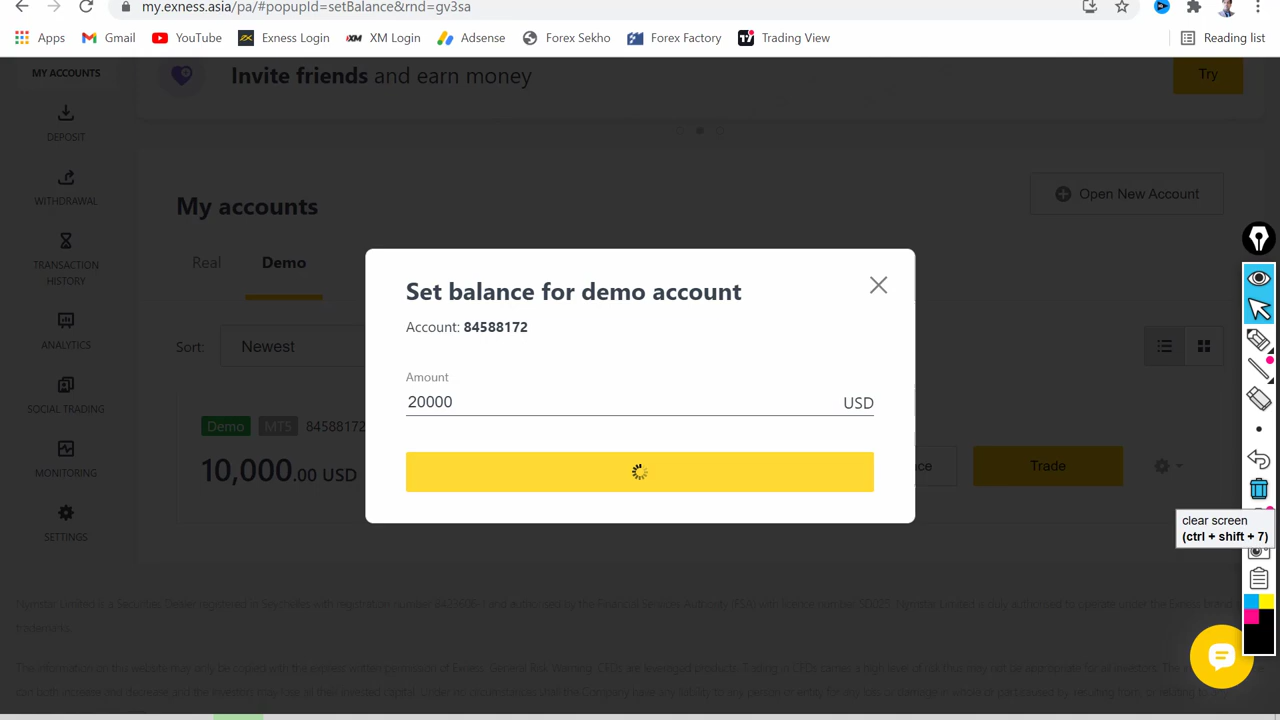 my.exness.asia/pa/#popupId=setBalance&rnd=gv3sa
Apps Gmail YouTube Exness Login XM Login Adsense Forex Sekho Forex Factory Trading View Reading list
MY ACCOUNTS
Invite friends and earn money
Try
DEPOSIT
WITHDRAWAL
My accounts
Open New Account
TRANSACTION
HISTORY
Real Demo
Set balance for demo account
Account: 84588172
ANALYTICS
Sort: Newest
Amount
20000 USD
SOCIAL TRADING
Demo MT5 84588172
10,000.00 USD
Trade
MONITORING
SETTINGS
clear screen
(ctrl + shift + 7)